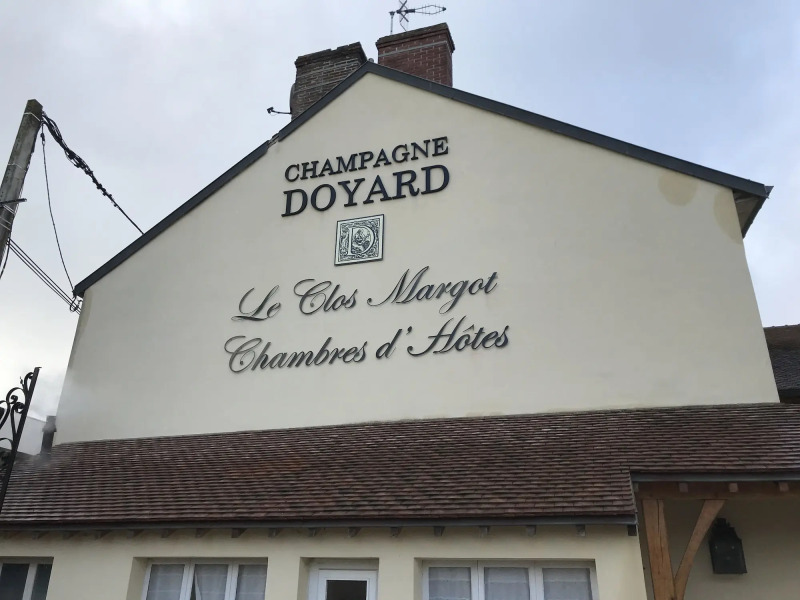 CHAMPAGNE
DOYARD
D
Le Clos Margot
Chambres d'Hôtes